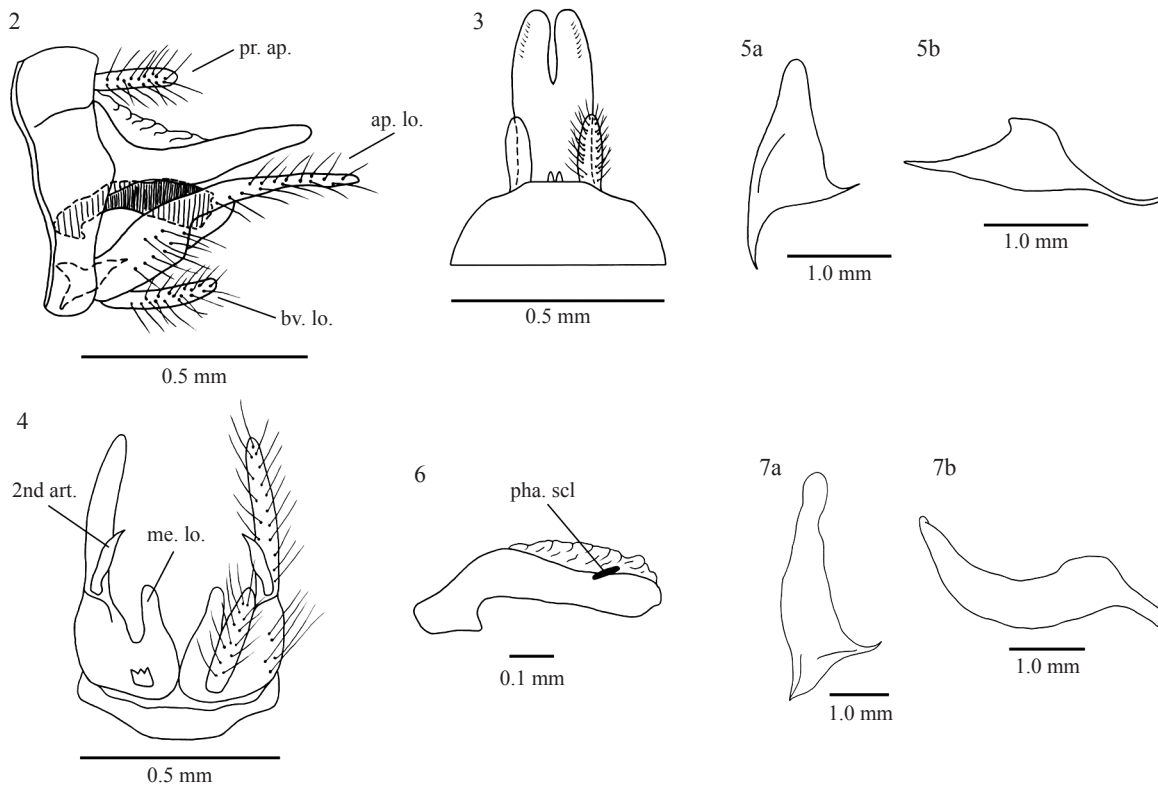 2
pr. ap.
ap. lo.
bv. lo.
0.5 mm
3
0.5 mm
5a
1.0 mm
5b
1.0 mm
4
2nd art.
me. lo.
0.5 mm
6
pha. scl
0.1 mm
7a
1.0 mm
7b
1.0 mm